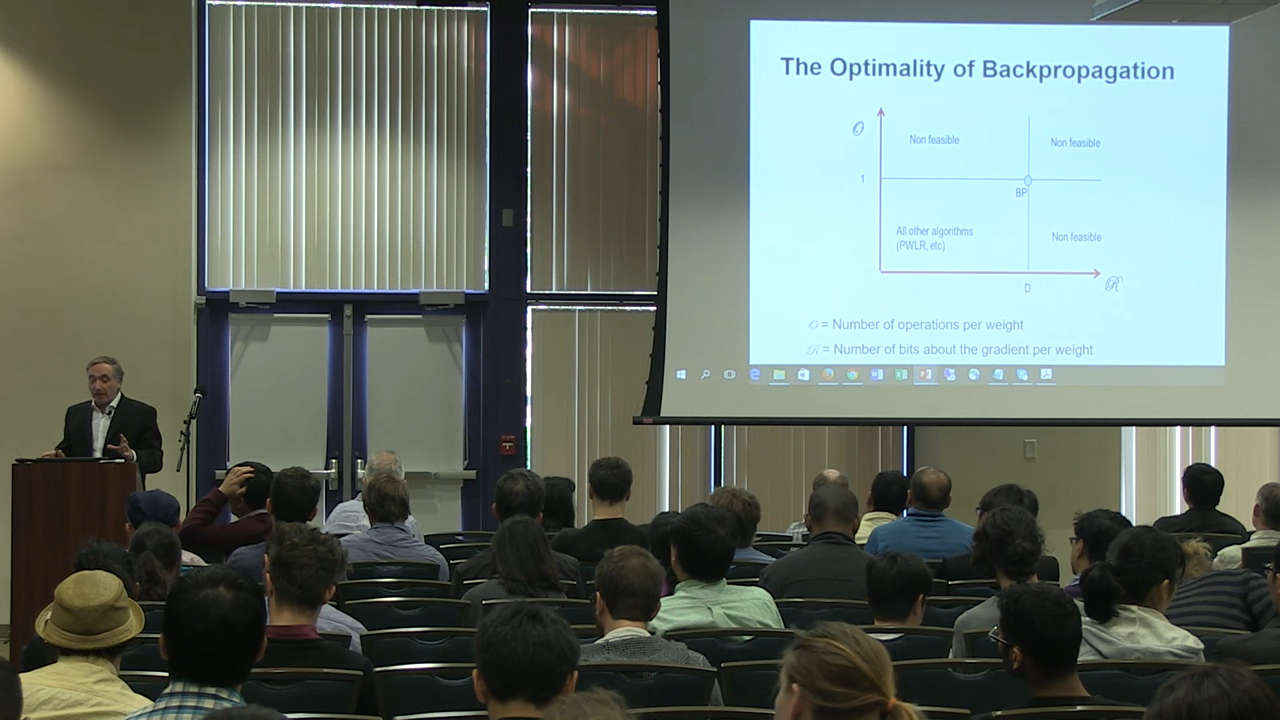 The Optimality of Backpropagation
𝒪
Non feasible
Non feasible
1
BP
All other algorithms
(PWLR, etc)
Non feasible
D
ℛ
𝒪 = Number of operations per weight
ℛ = Number of bits about the gradient per weight